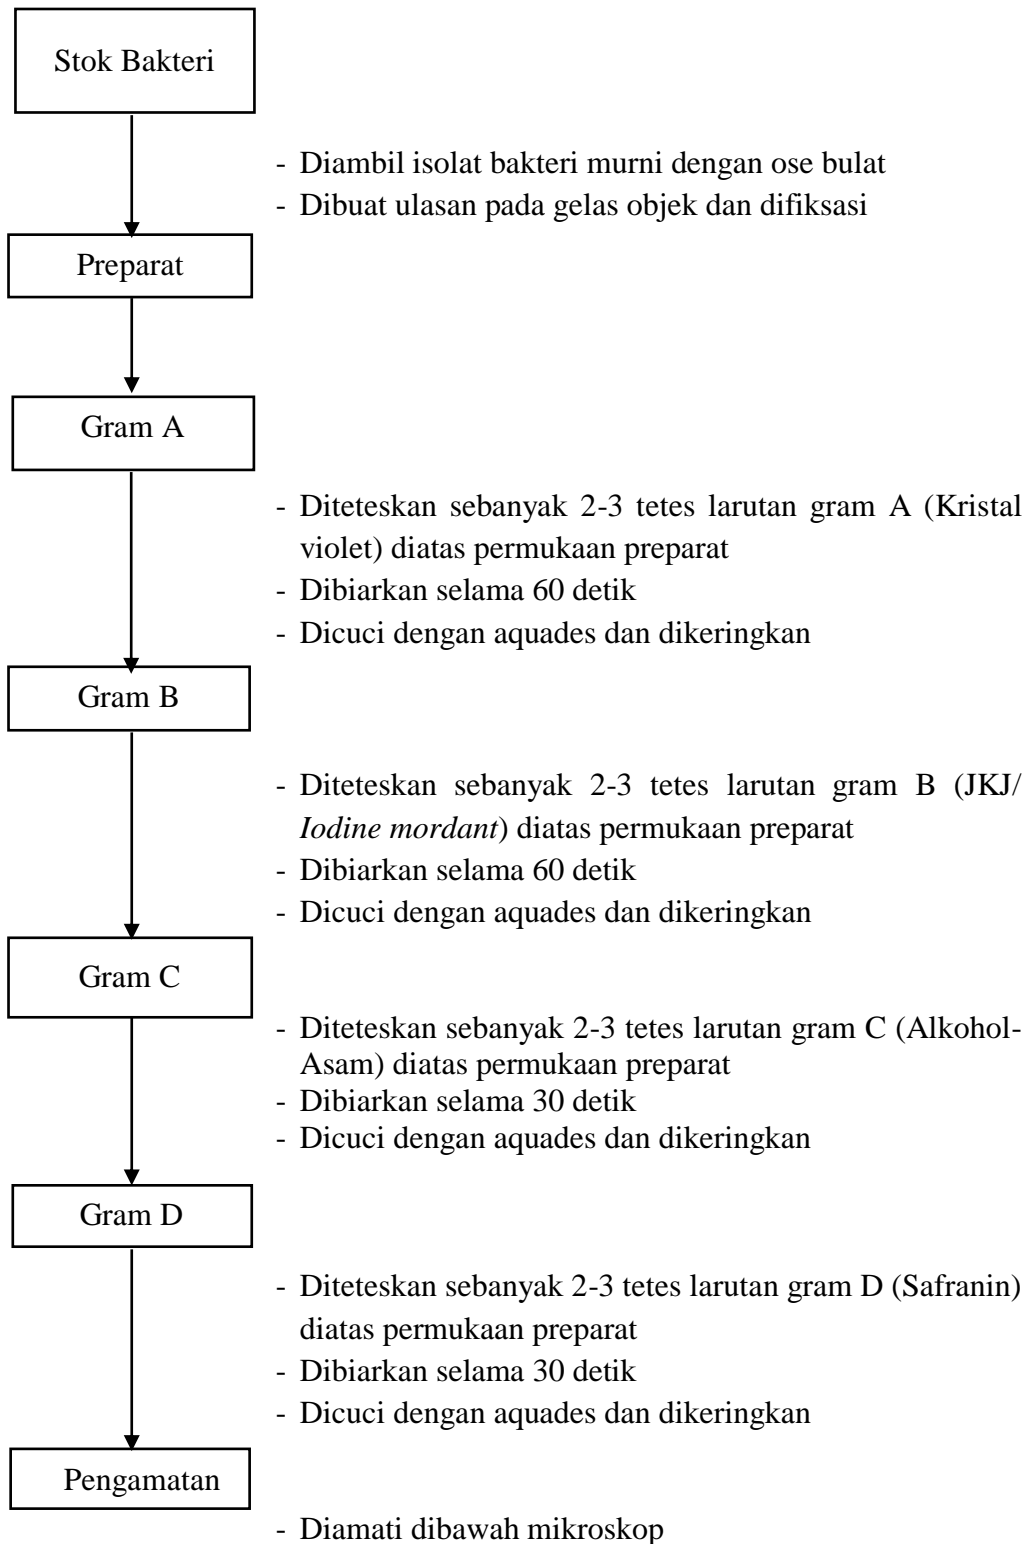 Stok Bakteri
- Diambil isolat bakteri murni dengan ose bulat
- Dibuat ulasan pada gelas objek dan difiksasi
Preparat
Gram A
- Diteteskan sebanyak 2-3 tetes larutan gram A (Kristal
violet) diatas permukaan preparat
- Dibiarkan selama 60 detik
- Dicuci dengan aquades dan dikeringkan
Gram B
- Diteteskan sebanyak 2-3 tetes larutan gram B (JKJ/
Iodine mordant) diatas permukaan preparat
- Dibiarkan selama 60 detik
- Dicuci dengan aquades dan dikeringkan
Gram C
- Diteteskan sebanyak 2-3 tetes larutan gram C (Alkohol-
Asam) diatas permukaan preparat
- Dibiarkan selama 30 detik
- Dicuci dengan aquades dan dikeringkan
Gram D
- Diteteskan sebanyak 2-3 tetes larutan gram D (Safranin)
diatas permukaan preparat
- Dibiarkan selama 30 detik
- Dicuci dengan aquades dan dikeringkan
Pengamatan
- Diamati dibawah mikroskop